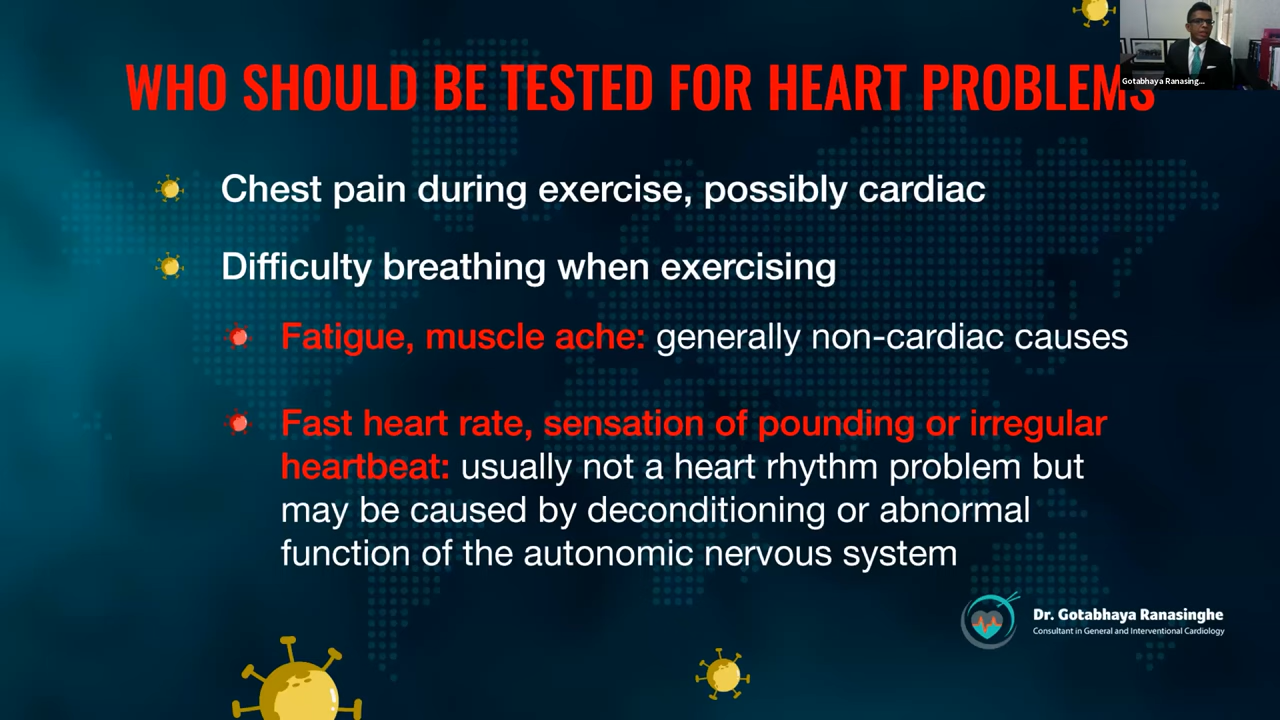 WHO SHOULD BE TESTED FOR HEART PROBLEMS
Gotabhaya Ranasing...
Chest pain during exercise, possibly cardiac
Difficulty breathing when exercising
Fatigue, muscle ache: generally non-cardiac causes
Fast heart rate, sensation of pounding or irregular
heartbeat: usually not a heart rhythm problem but
may be caused by deconditioning or abnormal
function of the autonomic nervous system
Dr. Gotabhaya Ranasinghe
Consultant in General and Interventional Cardiology